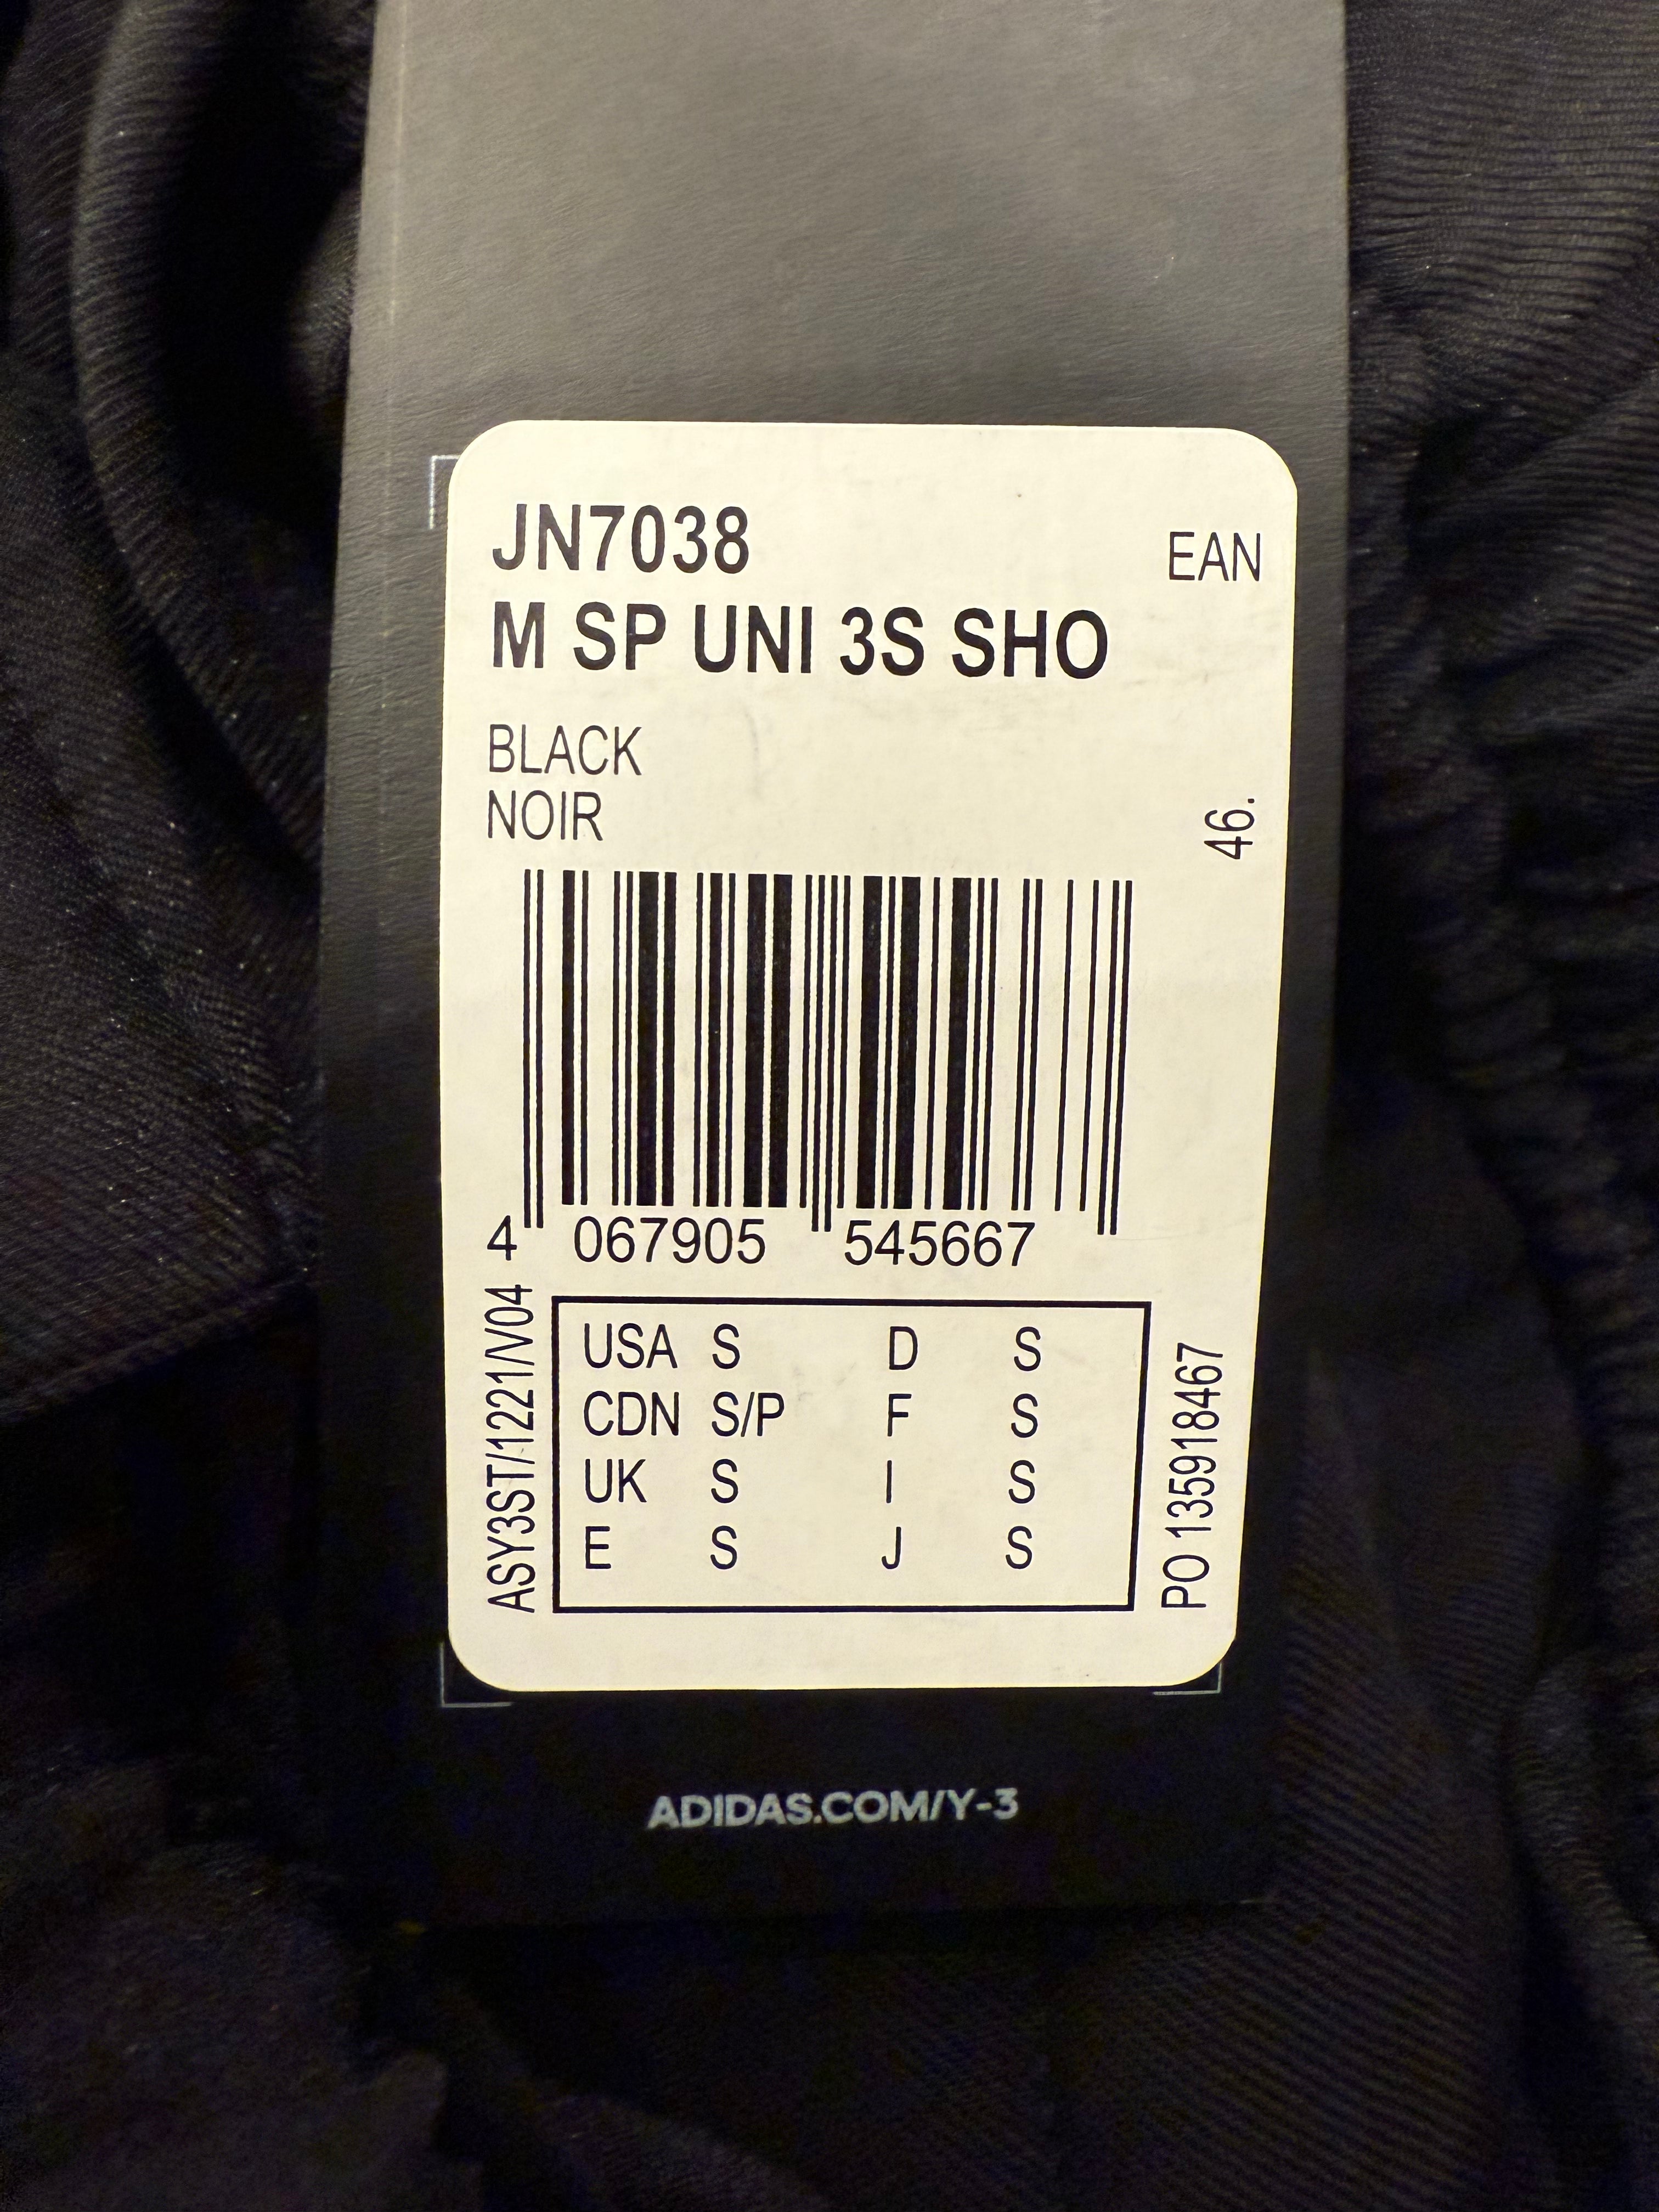 JN7038
EAN
M SP UNI 3S SHO
BLACK
NOIR
46.
4 067905 545667
ASY3ST/1221/V04
USA S D S
CDN S/P F S
UK S I S
E S J S
PO 135918467
ADIDAS.COM/Y-3